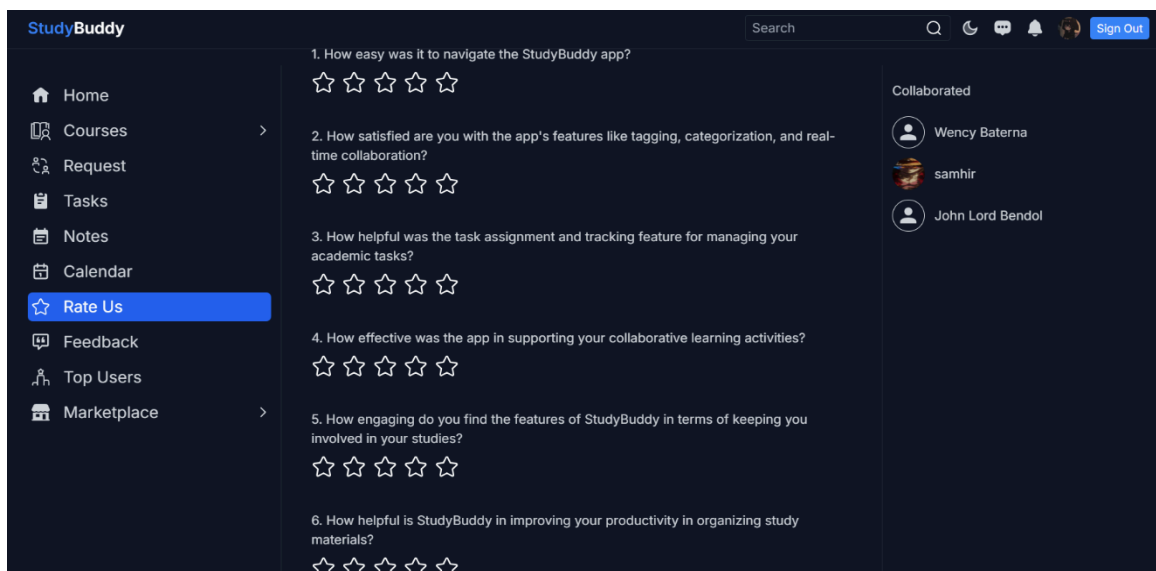 StudyBuddy
Search
Sign Out
Home
Courses
Request
Tasks
Notes
Calendar
Rate Us
Feedback
Top Users
Marketplace
1. How easy was it to navigate the StudyBuddy app?
2. How satisfied are you with the app's features like tagging, categorization, and real-
time collaboration?
3. How helpful was the task assignment and tracking feature for managing your
academic tasks?
4. How effective was the app in supporting your collaborative learning activities?
5. How engaging do you find the features of StudyBuddy in terms of keeping you
involved in your studies?
6. How helpful is StudyBuddy in improving your productivity in organizing study
materials?
Collaborated
Wency Baterna
samhir
John Lord Bendol